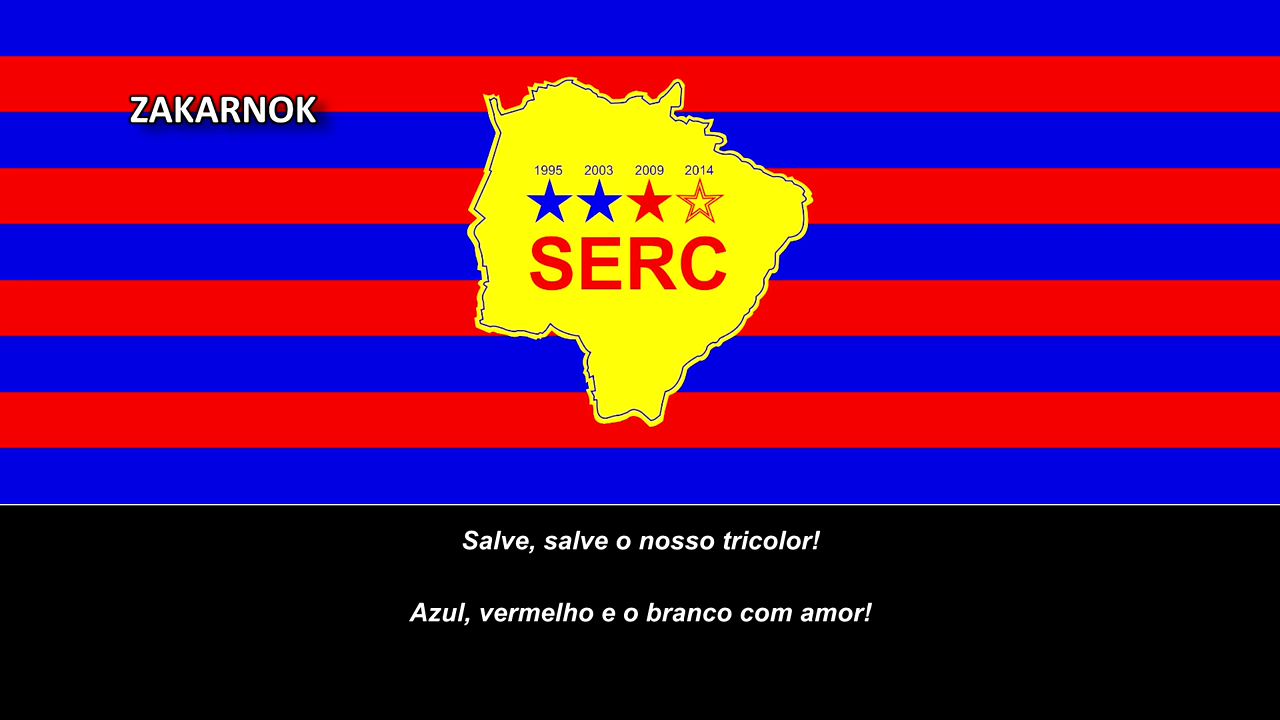 ZAKARNOK
1995 2003 2009 2014
SERC
Salve, salve o nosso tricolor!
Azul, vermelho e o branco com amor!